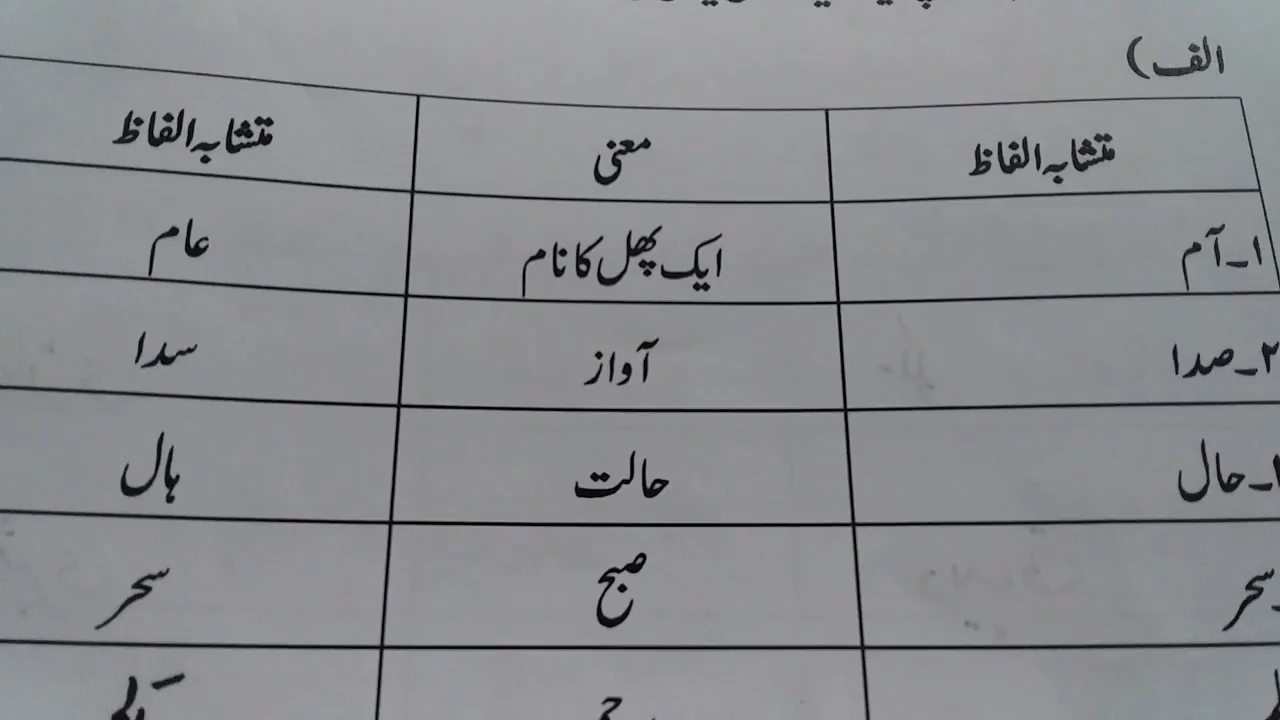 الف)
متشابہ الفاظ معنی متشابہ الفاظ
۱۔آم ایک پھل کا نام عام
۲۔صدا آواز سدا
۔حال حالت ہال
۔سحر صبح سحر